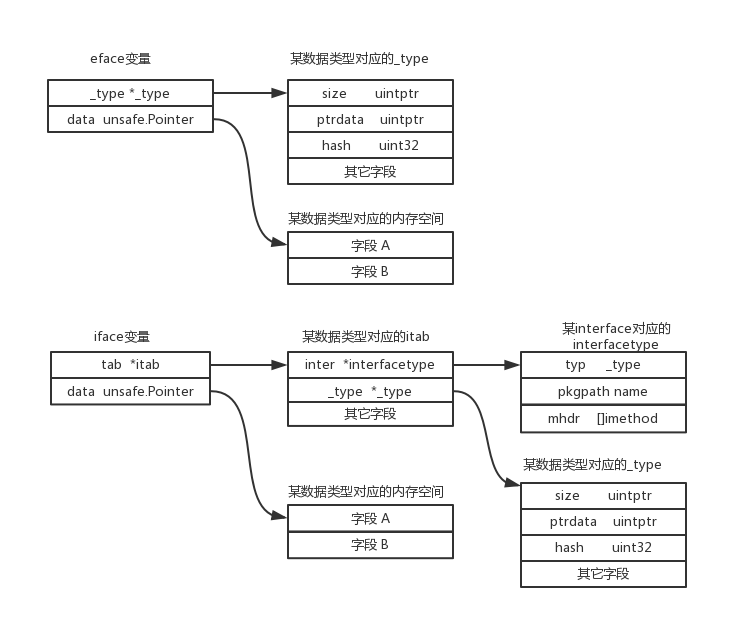 eface变量
_type *_type
data unsafe.Pointer
某数据类型对应的_type
size uintptr
ptrdata uintptr
hash uint32
其它字段
某数据类型对应的内存空间
字段 A
字段 B
iface变量
tab *itab
data unsafe.Pointer
某数据类型对应的itab
inter *interfacetype
_type *_type
其它字段
某interface对应的
interfacetype
typ _type
pkgpath name
mhdr []imethod
某数据类型对应的内存空间
字段 A
字段 B
某数据类型对应的_type
size uintptr
ptrdata uintptr
hash uint32
其它字段